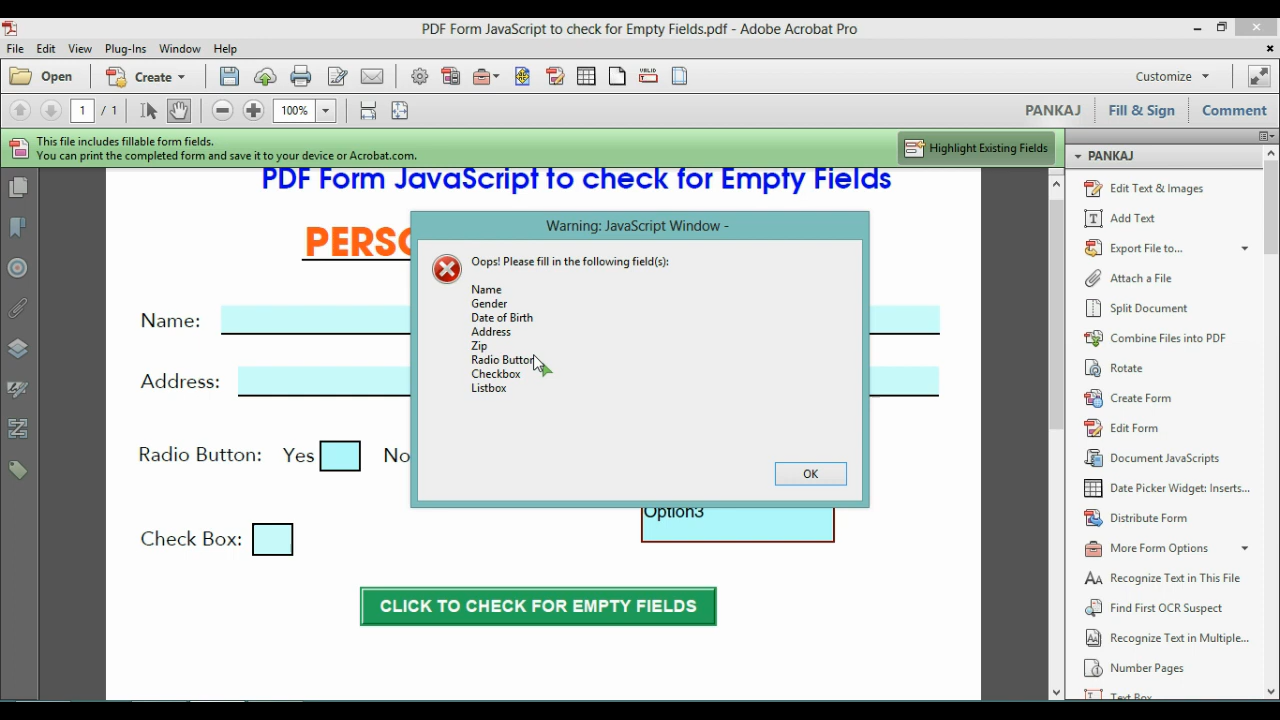 PDF Form JavaScript to check for Empty Fields.pdf - Adobe Acrobat Pro
File Edit View Plug-Ins Window Help
Open Create Customize
1 / 1 100% PANKAJ Fill & Sign Comment
This file includes fillable form fields.
You can print the completed form and save it to your device or Acrobat.com.
Highlight Existing Fields
PDF Form JavaScript to check for Empty Fields
Warning: JavaScript Window -
Oops! Please fill in the following field(s):
Name
Gender
Date of Birth
Address
Zip
Radio Button
Checkbox
Listbox
OK
Name:
Address:
Radio Button: Yes No
Option3
Check Box:
CLICK TO CHECK FOR EMPTY FIELDS
PANKAJ
Edit Text & Images
Add Text
Export File to...
Attach a File
Split Document
Combine Files into PDF
Rotate
Create Form
Edit Form
Document JavaScripts
Date Picker Widget: Inserts...
Distribute Form
More Form Options
Recognize Text in This File
Find First OCR Suspect
Recognize Text in Multiple...
Number Pages
Text Box